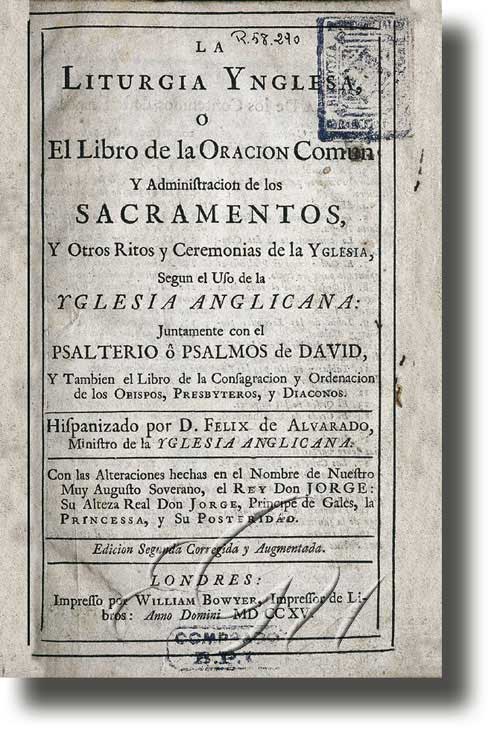 R.58.290
LA
LITURGIA YNGLESA,
O
El Libro de la ORACION Comun
Y Adminiſtracion de los
SACRAMENTOS,
Y Otros Ritos y Ceremonias de la YGLESIA,
Segun el Uſo de la
YGLESIA ANGLICANA:
Juntamente con el
PSALTERIO ô PSALMOS de DAVID,
Y Tambien el Libro de la Conſagracion y Ordenacion
de los OBISPOS, PRESBYTEROS, y DIACONOS.
Hiſpanizado por D. FELIX de ALVARADO,
Miniſtro de la YGLESIA ANGLICANA.
Con las Alteraciones hechas en el Nombre de Nueſtro
Muy Auguſto Soverano, el REY Don JORGE:
Su Alteza Real Don JORGE, Principe de Gales, la
PRINCESSA, y Su POSTERIDAD.
Edicion Segunda Corregida y Augmentada.
LONDRES:
Impreſſo por WILLIAM BOWYER, Impreſſor de Li-
bros: Anno Domini MDCCXV.
COMPRADO
B.P.